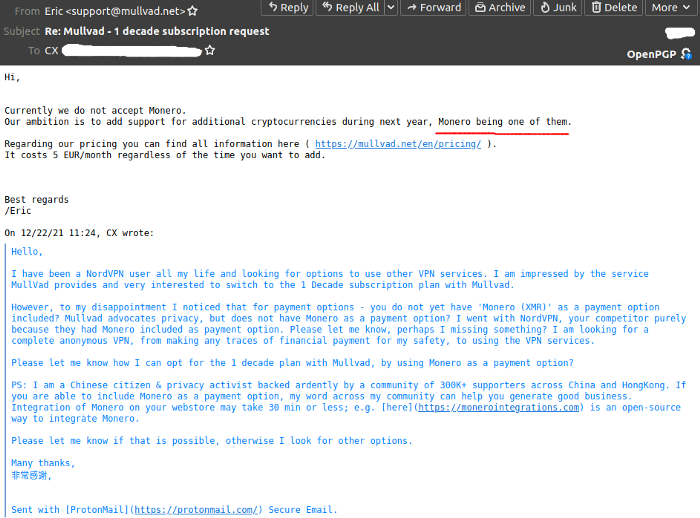 From Eric <support@mullvad.net> Reply Reply All Forward Archive Junk Delete More
Subject Re: Mullvad - 1 decade subscription request
To CX
OpenPGP
Hi,
Currently we do not accept Monero.
Our ambition is to add support for additional cryptocurrencies during next year, Monero being one of them.
Regarding our pricing you can find all information here ( https://mullvad.net/en/pricing/ ).
It costs 5 EUR/month regardless of the time you want to add.
Best regards
/Eric
On 12/22/21 11:24, CX wrote:
Hello,
I have been a NordVPN user all my life and looking for options to use other VPN services. I am impressed by the service
MullVad provides and very interested to switch to the 1 Decade subscription plan with Mullvad.
However, to my disappointment I noticed that for payment options - you do not yet have 'Monero (XMR)' as a payment option
included? Mullvad advocates privacy, but does not have Monero as a payment option? I went with NordVPN, your competitor purely
because they had Monero included as payment option. Please let me know, perhaps I missing something? I am looking for a
complete anonymous VPN, from making any traces of financial payment for my safety, to using the VPN services.
Please let me know how I can opt for the 1 decade plan with Mullvad, by using Monero as a payment option?
PS: I am a Chinese citizen & privacy activist backed ardently by a community of 300K+ supporters across China and HongKong. If
you are able to include Monero as a payment option, my word across my community can help you generate good business.
Integration of Monero on your webstore may take 30 min or less; e.g. [here](https://monerointegrations.com) is an open-source
way to integrate Monero.
Please let me know if that is possible, otherwise I look for other options.
Many thanks,
非常感謝,
Sent with [ProtonMail](https://protonmail.com/) Secure Email.